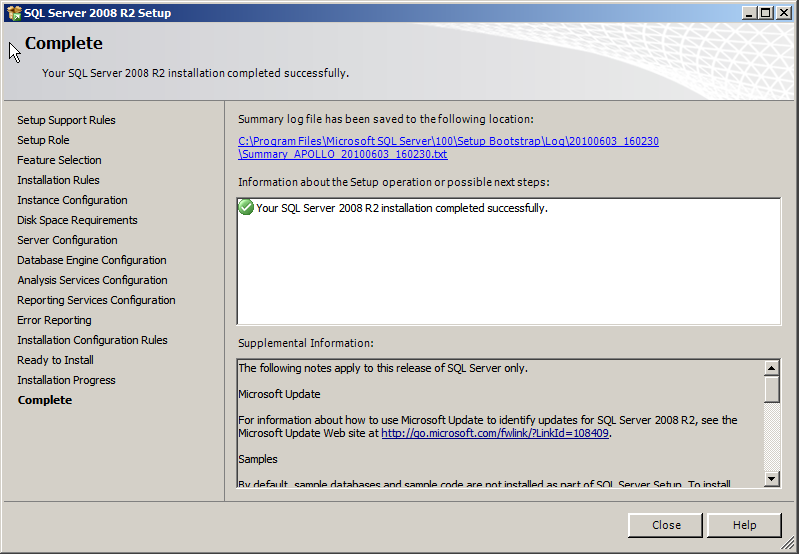 SQL Server 2008 R2 Setup
Complete
Your SQL Server 2008 R2 installation completed successfully.
Setup Support Rules
Setup Role
Feature Selection
Installation Rules
Instance Configuration
Disk Space Requirements
Server Configuration
Database Engine Configuration
Analysis Services Configuration
Reporting Services Configuration
Error Reporting
Installation Configuration Rules
Ready to Install
Installation Progress
Complete
Summary log file has been saved to the following location:
C:\Program Files\Microsoft SQL Server\100\Setup Bootstrap\Log\20100603_160230
\Summary_APOLLO_20100603_160230.txt
Information about the Setup operation or possible next steps:
Your SQL Server 2008 R2 installation completed successfully.
Supplemental Information:
The following notes apply to this release of SQL Server only.
Microsoft Update
For information about how to use Microsoft Update to identify updates for SQL Server 2008 R2, see the
Microsoft Update Web site at http://go.microsoft.com/fwlink/?LinkId=108409.
Samples
By default, sample databases and sample code are not installed as part of SQL Server Setup. To install
Close
Help